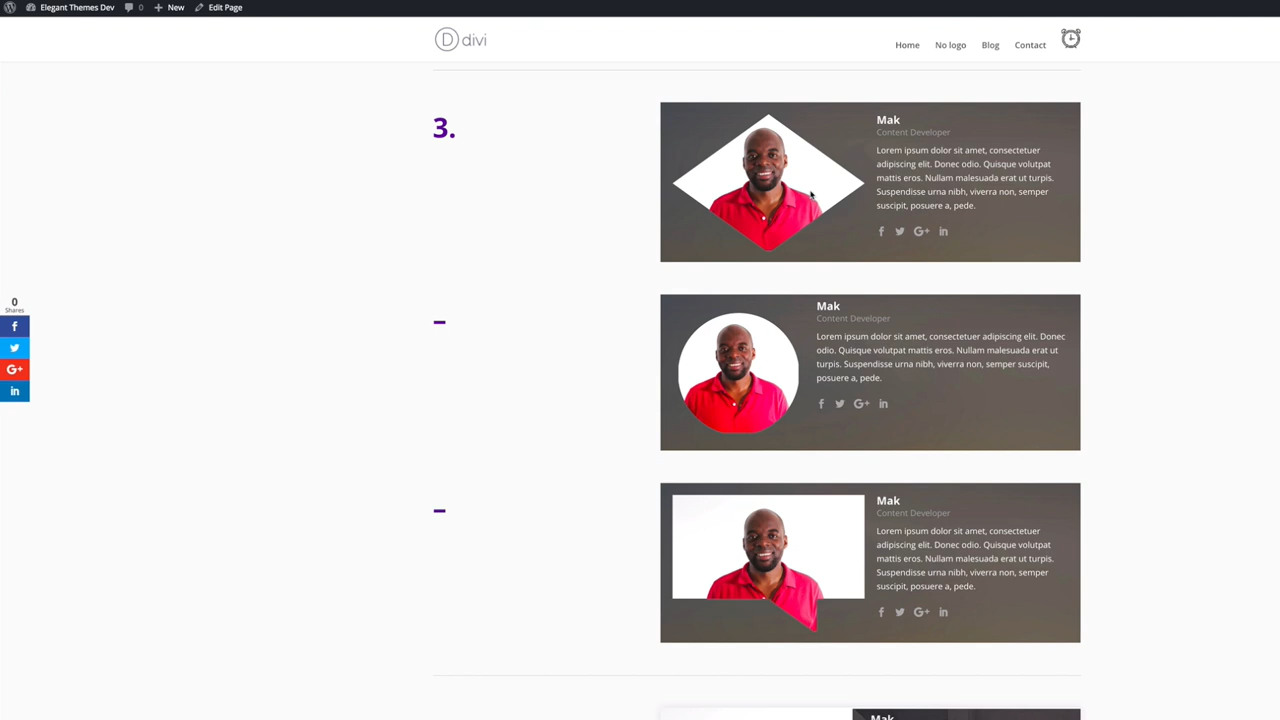 Elegant Themes Dev 0 New Edit Page
D divi
Home No logo Blog Contact
3.
Mak
Content Developer
Lorem ipsum dolor sit amet, consectetuer
adipiscing elit. Donec odio. Quisque volutpat
mattis eros. Nullam malesuada erat ut turpis.
Suspendisse urna nibh, viverra non, semper
suscipit, posuere a, pede.
f G+ in
0
Shares
f
G+
in
–
Mak
Content Developer
Lorem ipsum dolor sit amet, consectetuer adipiscing elit. Donec
odio. Quisque volutpat mattis eros. Nullam malesuada erat ut
turpis. Suspendisse urna nibh, viverra non, semper suscipit,
posuere a, pede.
f G+ in
–
Mak
Content Developer
Lorem ipsum dolor sit amet, consectetuer
adipiscing elit. Donec odio. Quisque volutpat
mattis eros. Nullam malesuada erat ut turpis.
Suspendisse urna nibh, viverra non, semper
suscipit, posuere a, pede.
f G+ in
Mak